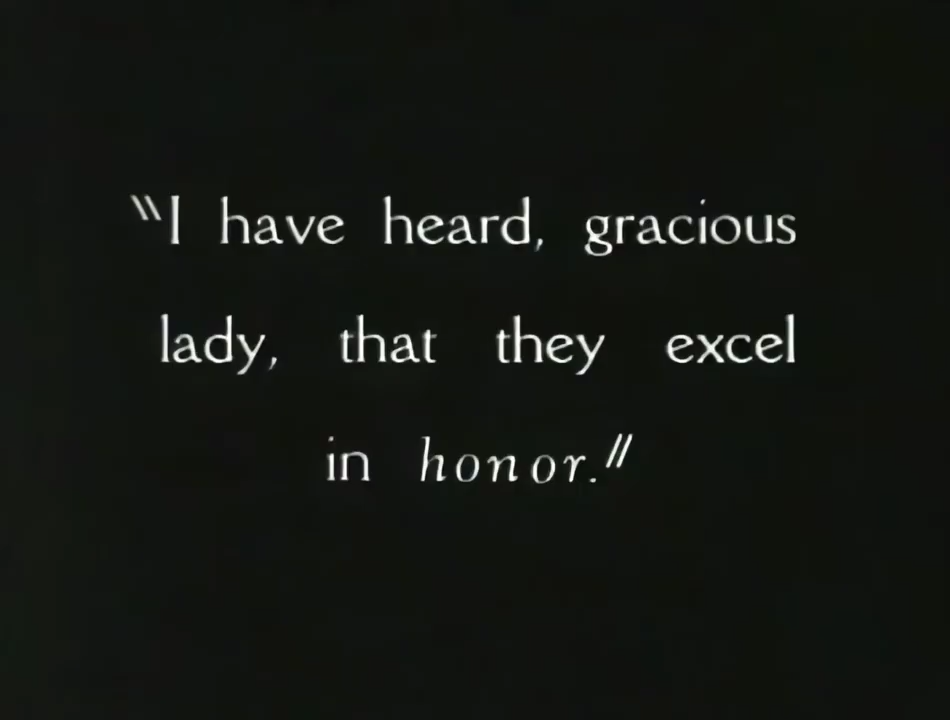 "I have heard, gracious
lady, that they excel
in honor."